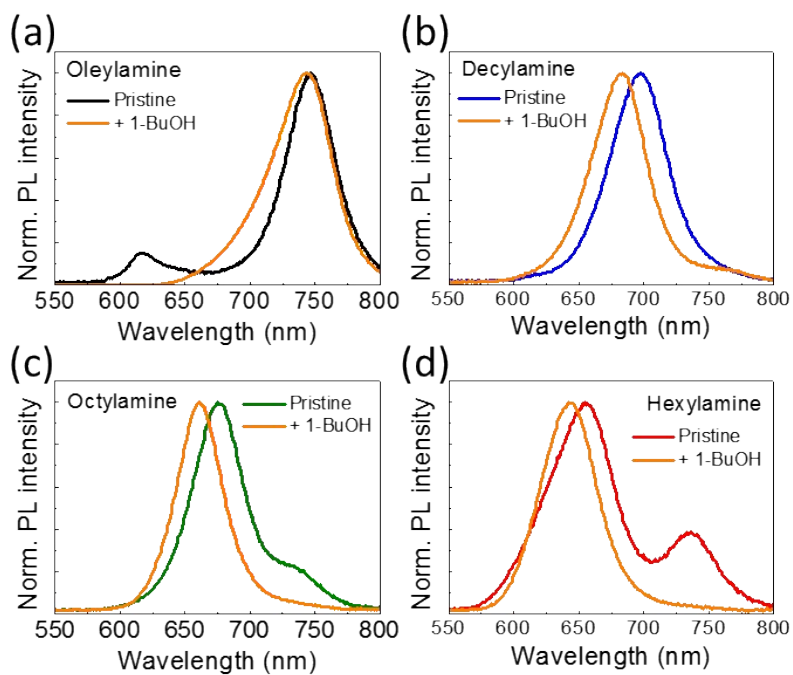 (a)
Oleylamine
Pristine
+ 1-BuOH
Norm. PL intensity
550 600 650 700 750 800
Wavelength (nm)
(b)
Decylamine
Pristine
+ 1-BuOH
Norm. PL intensity
550 600 650 700 750 800
Wavelength (nm)
(c)
Octylamine
Pristine
+ 1-BuOH
Norm. PL intensity
550 600 650 700 750 800
Wavelength (nm)
(d)
Hexylamine
Pristine
+ 1-BuOH
Norm. PL intensity
550 600 650 700 750 800
Wavelength (nm)